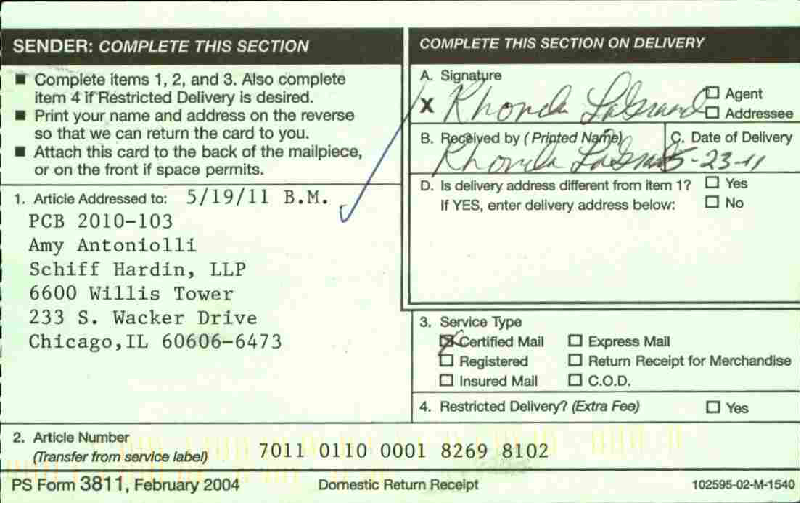 SENDER: COMPLETE THIS SECTION
■ Complete items 1, 2, and 3. Also complete
item 4 if Restricted Delivery is desired.
■ Print your name and address on the reverse
so that we can return the card to you.
■ Attach this card to the back of the mailpiece,
or on the front if space permits.
1. Article Addressed to: 5/19/11 B.M.
PCB 2010-103
Amy Antoniolli
Schiff Hardin, LLP
6600 Willis Tower
233 S. Wacker Drive
Chicago,IL 60606-6473
2. Article Number
(Transfer from service label) 7011 0110 0001 8269 8102
COMPLETE THIS SECTION ON DELIVERY
A. Signature
X Rhonda
☐ Agent
☐ Addressee
B. Received by (Printed Name) C. Date of Delivery
Rhonda 5-23-11
D. Is delivery address different from item 1? ☐ Yes
If YES, enter delivery address below: ☐ No
3. Service Type
☒ Certified Mail ☐ Express Mail
☐ Registered ☐ Return Receipt for Merchandise
☐ Insured Mail ☐ C.O.D.
4. Restricted Delivery? (Extra Fee) ☐ Yes
PS Form 3811, February 2004 Domestic Return Receipt 102595-02-M-1540